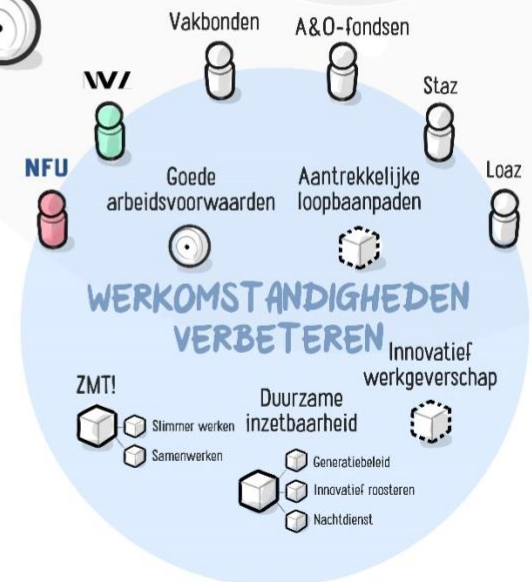 Vakbonden
A&O-fondsen
Staz
Loaz
NFU
Goede
arbeidsvoorwaarden
Aantrekkelijke
loopbaanpaden
WERKOMSTANDIGHEDEN
VERBETEREN
Innovatief
werkgeverschap
ZMT!
Slimmer werken
Samenwerken
Duurzame
inzetbaarheid
Generatiebeleid
Innovatief roosteren
Nachtdienst